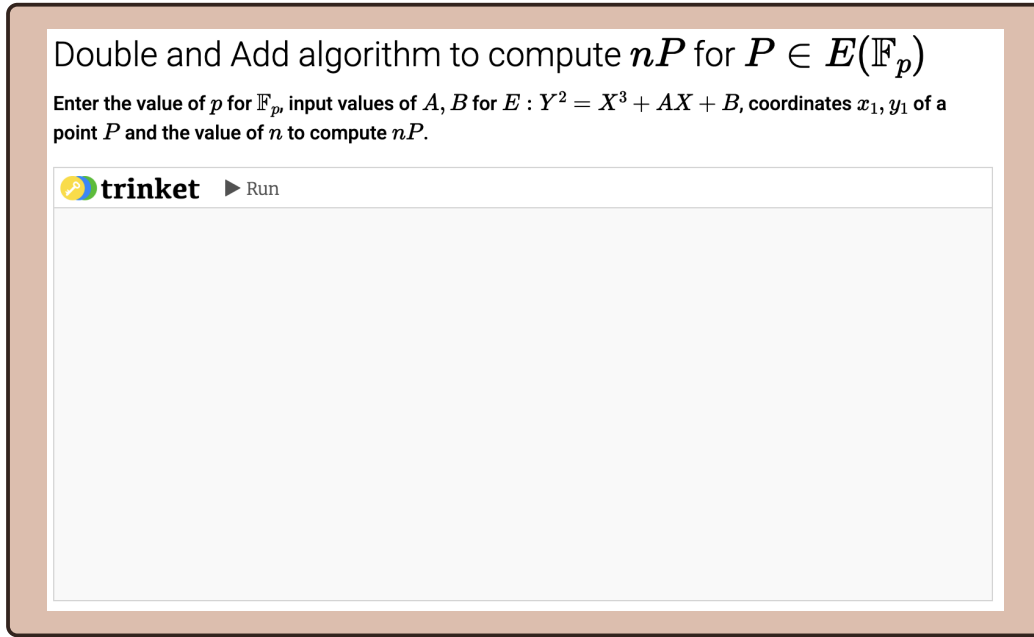 Double and Add algorithm to compute nP for P ∈ E(𝔽ₚ)
Enter the value of p for 𝔽ₚ, input values of A, B for E : Y² = X³ + AX + B, coordinates x₁, y₁ of a
point P and the value of n to compute nP.
trinket ▶ Run